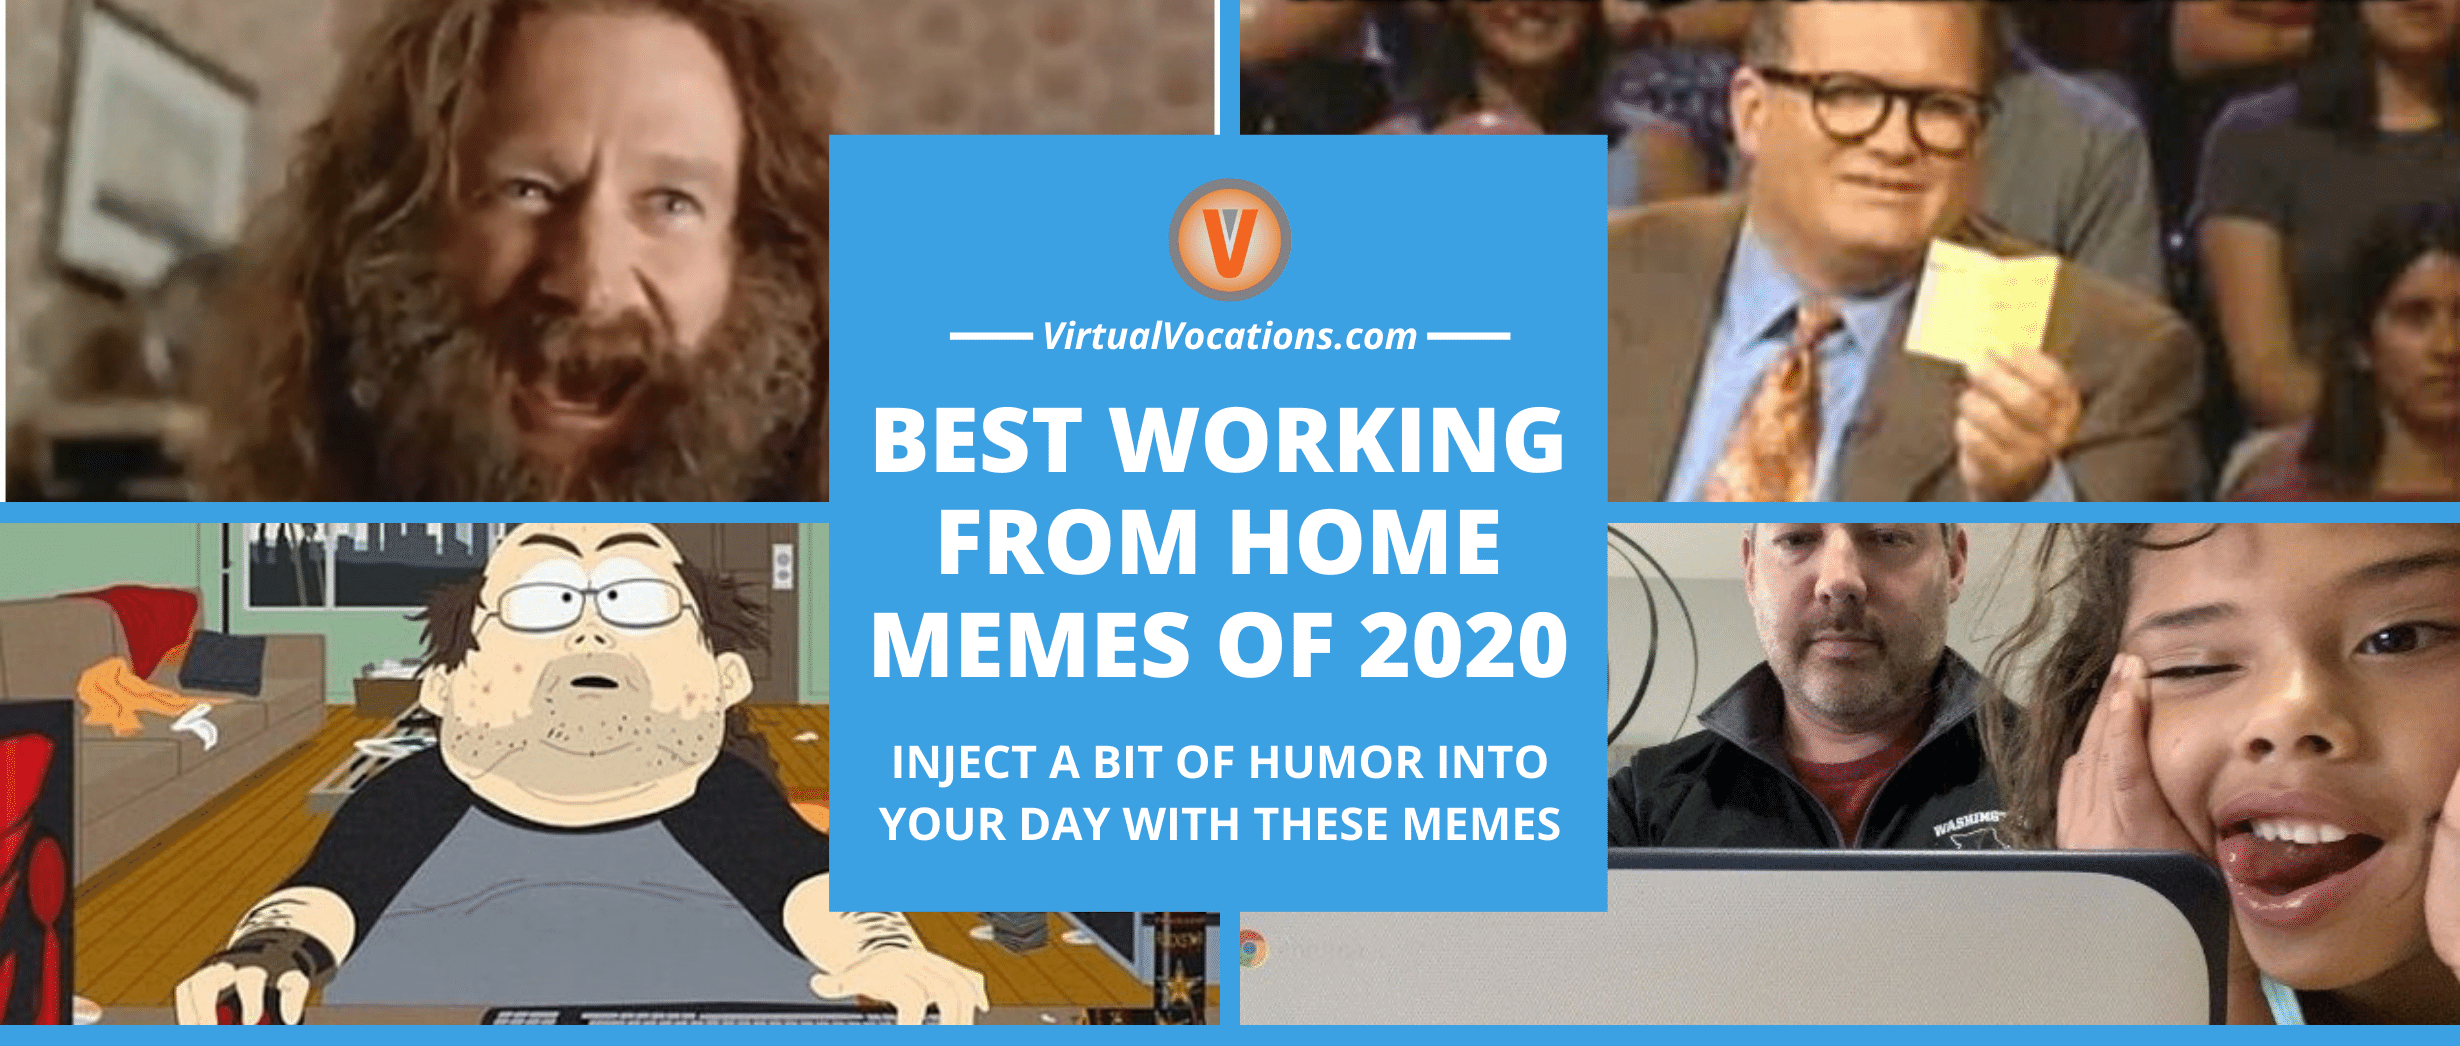 V
VirtualVocations.com
BEST WORKING
FROM HOME
MEMES OF 2020
INJECT A BIT OF HUMOR INTO
YOUR DAY WITH THESE MEMES
WASHING